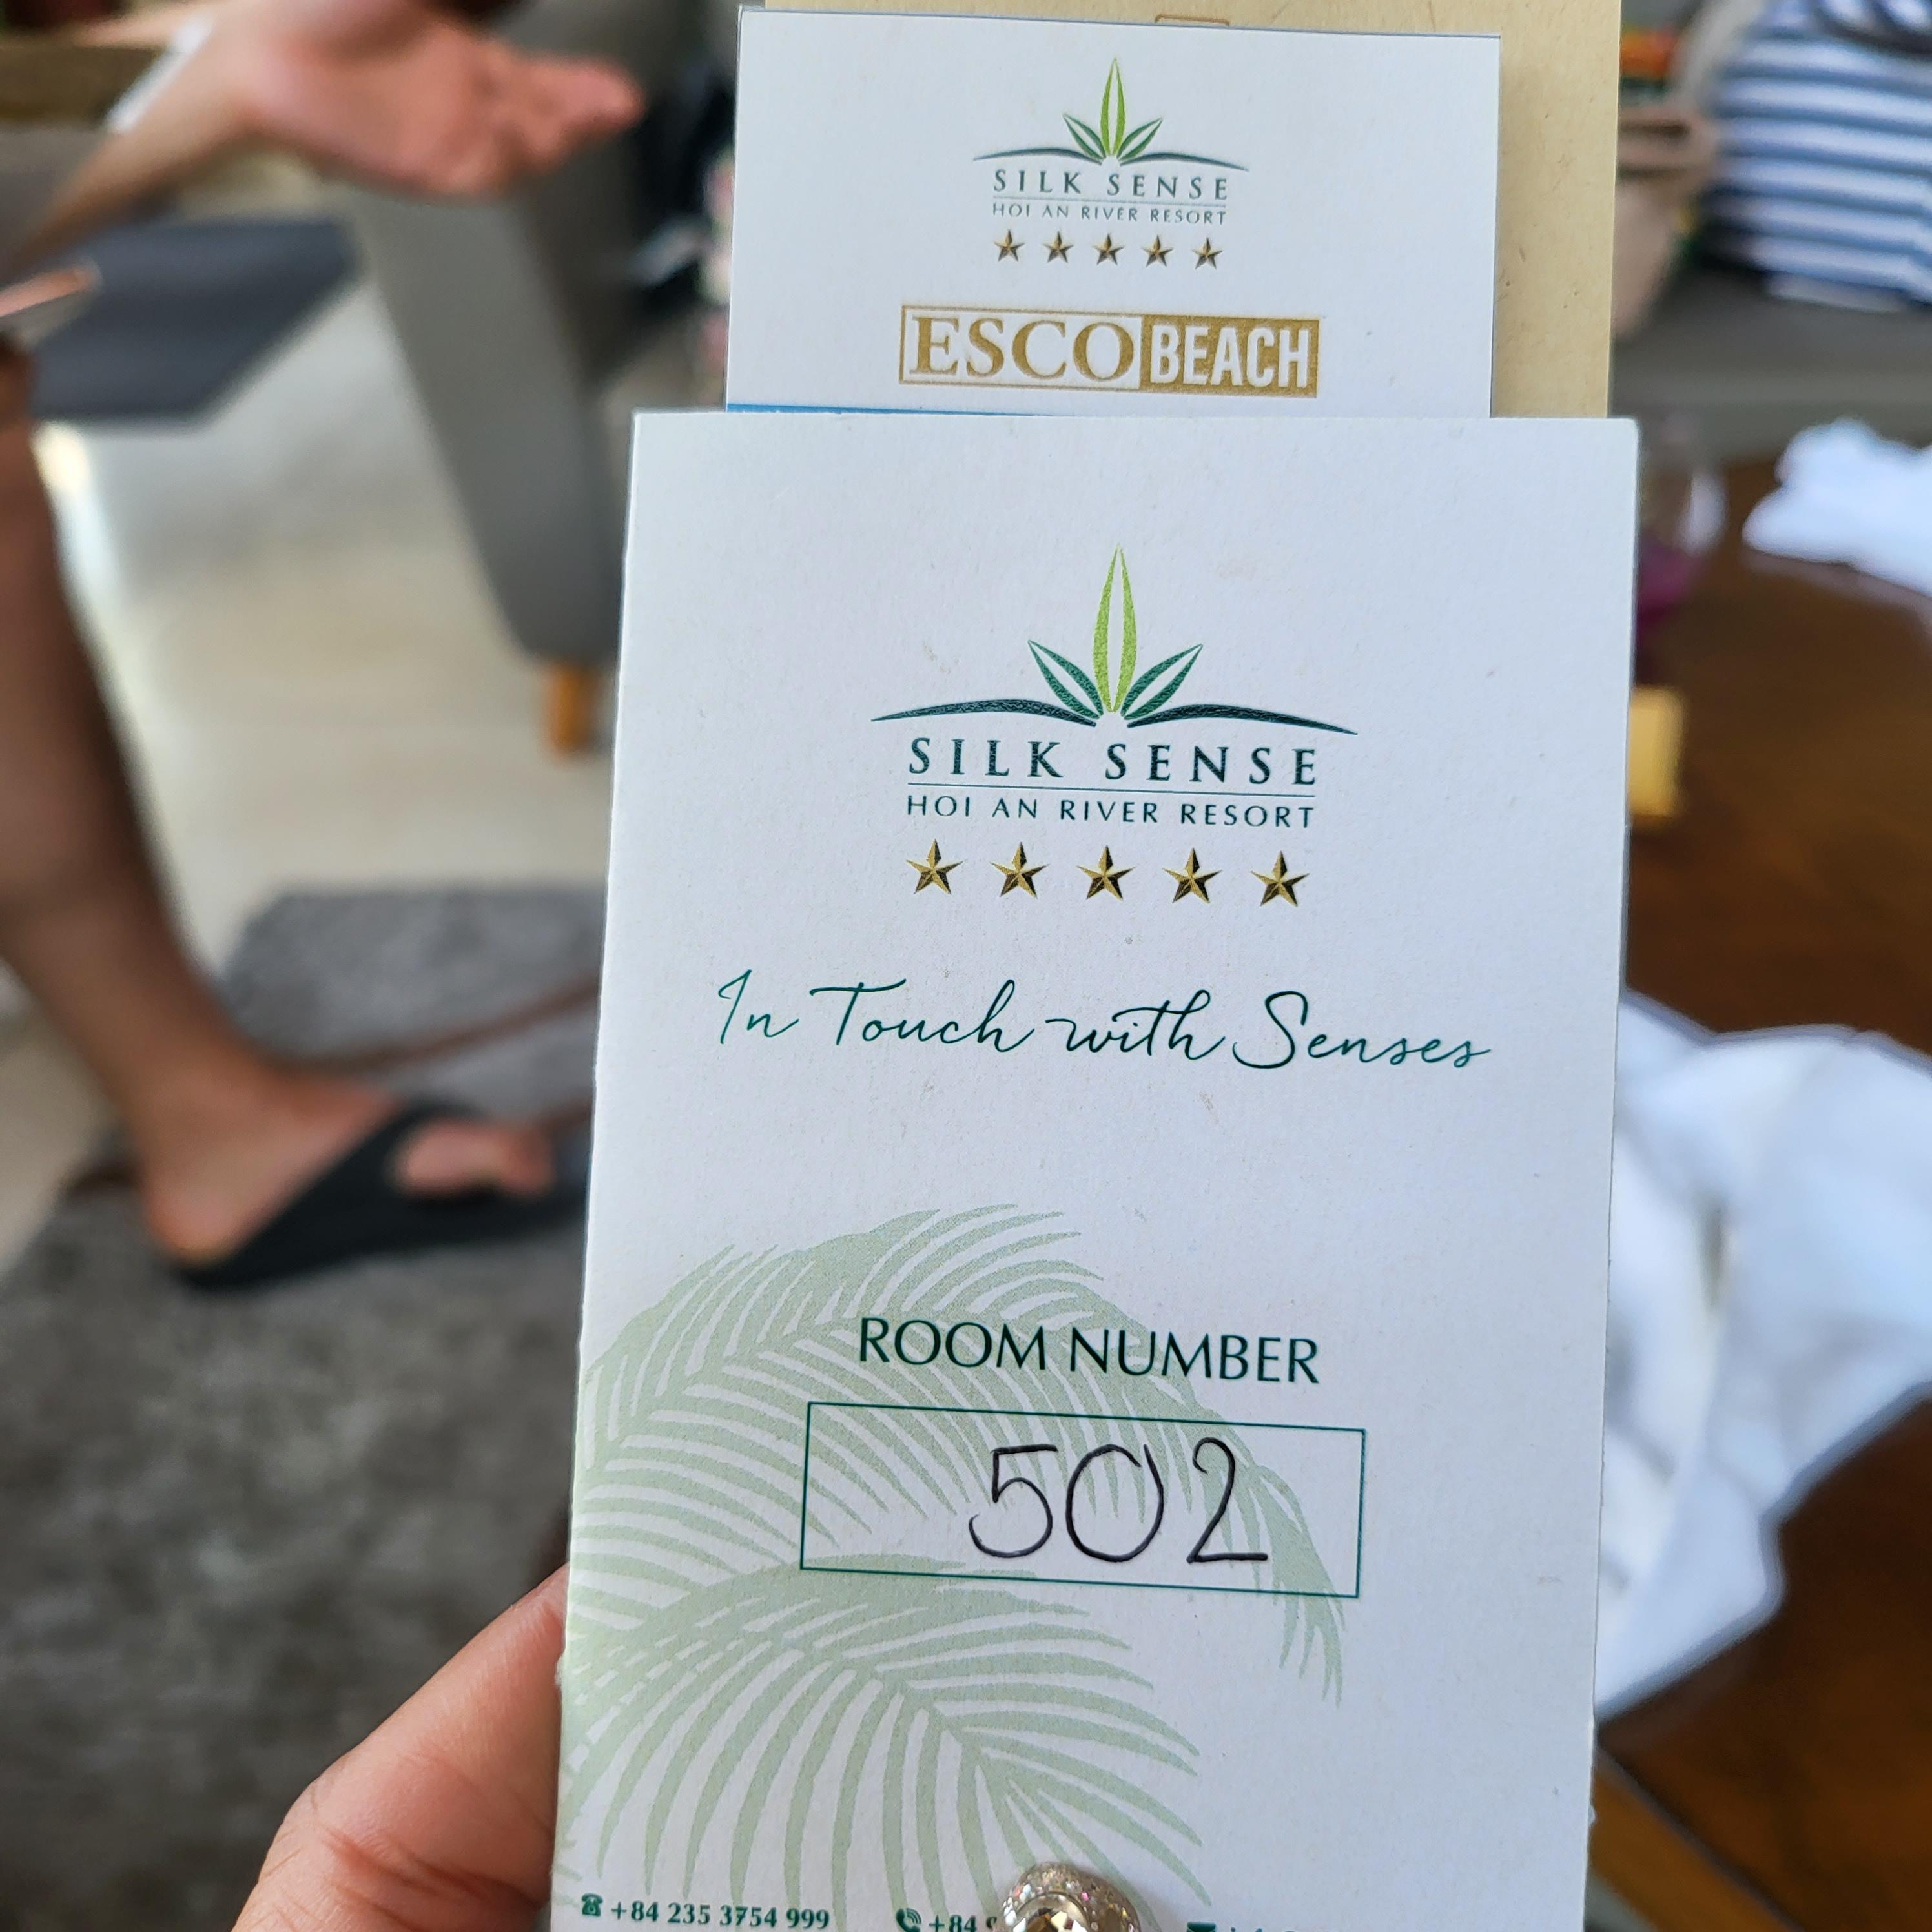 SILK SENSE
HOI AN RIVER RESORT
ESCO BEACH
SILK SENSE
HOI AN RIVER RESORT
In Touch with Senses
ROOM NUMBER
502
+84 235 3754 999 +84